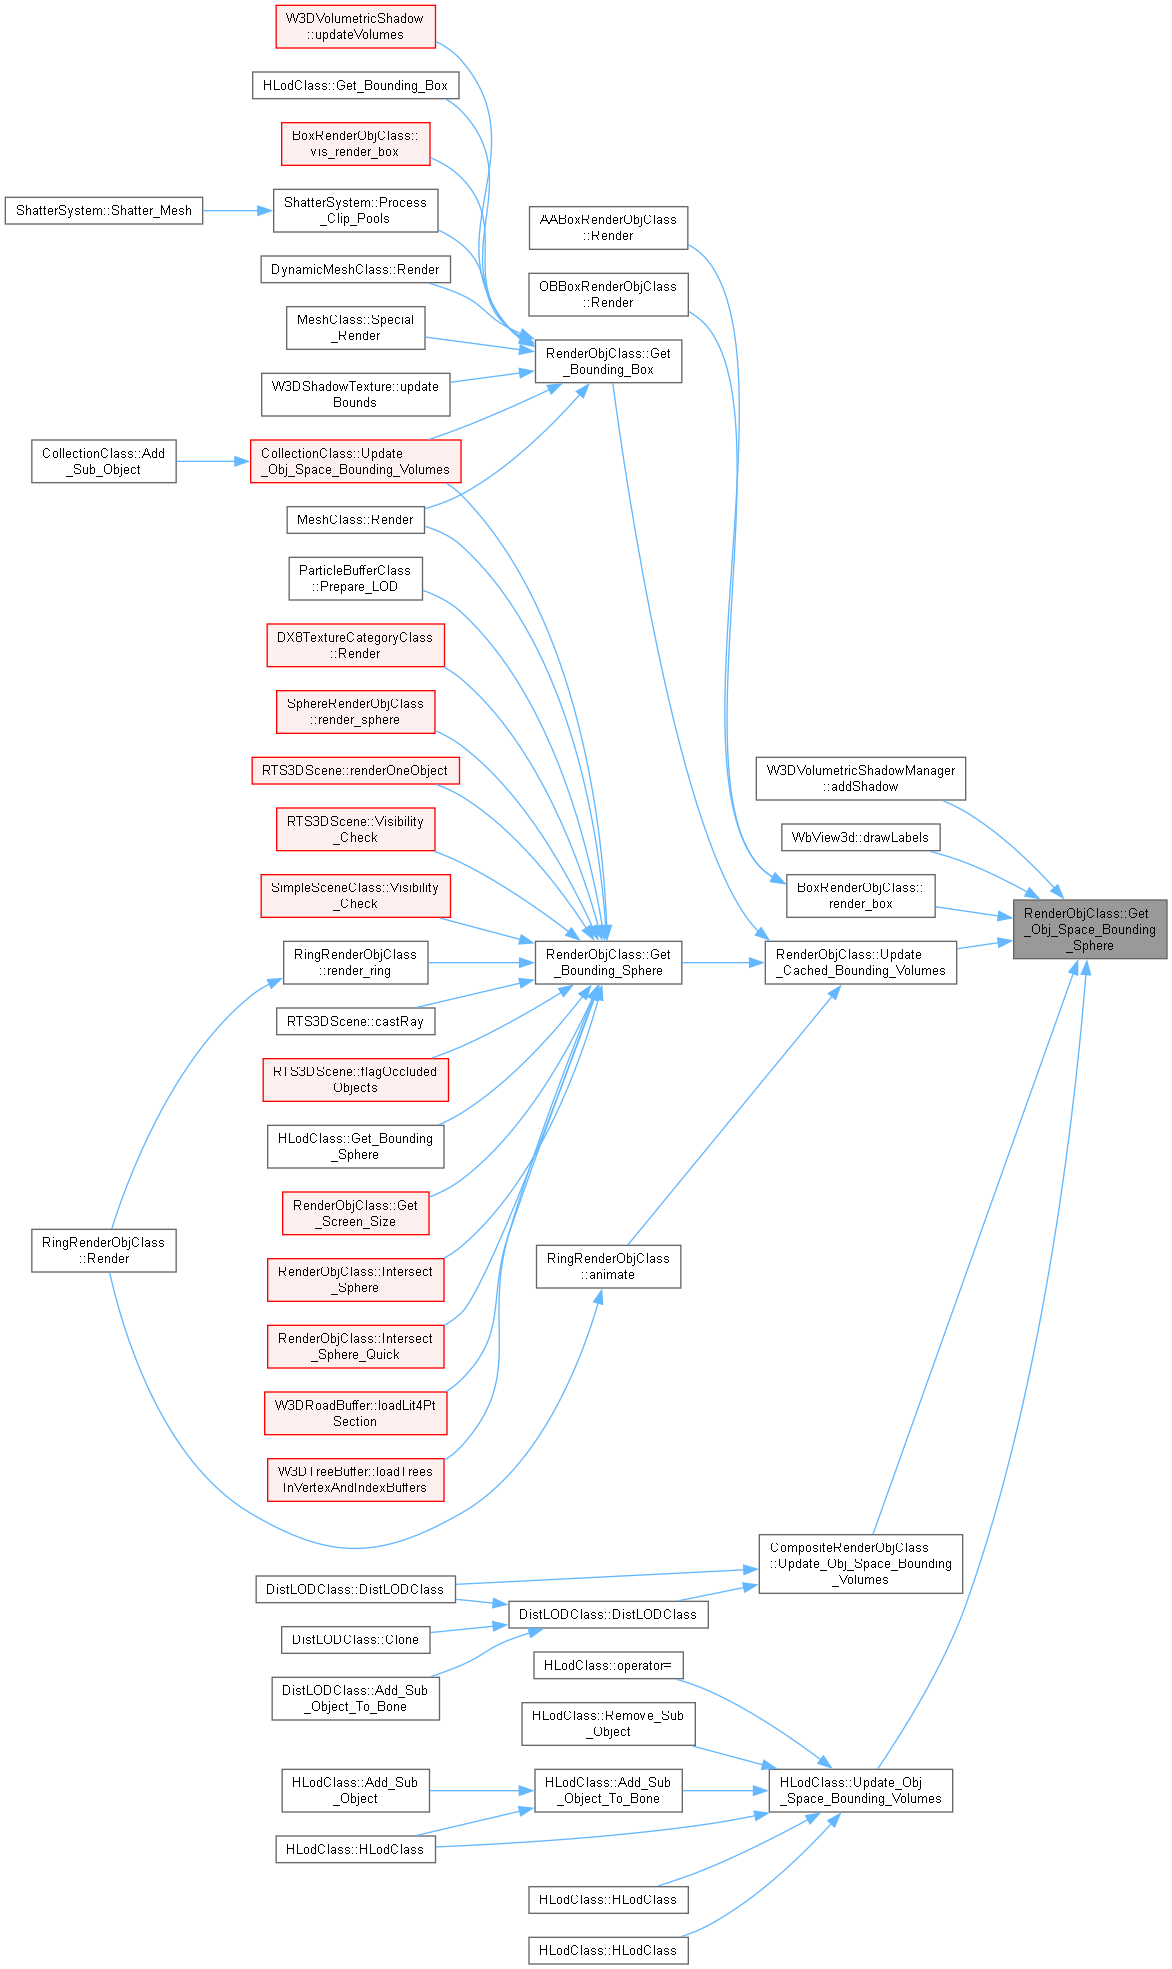 W3DVolumetricShadow
::updateVolumes
HLodClass::Get_Bounding_Box
BoxRenderObjClass::
vis_render_box
ShatterSystem::Process
_Clip_Pools
ShatterSystem::Shatter_Mesh
AABoxRenderObjClass
::Render
DynamicMeshClass::Render
OBBoxRenderObjClass
::Render
MeshClass::Special
_Render
RenderObjClass::Get
_Bounding_Box
W3DShadowTexture::update
Bounds
CollectionClass::Add
_Sub_Object
CollectionClass::Update
_Obj_Space_Bounding_Volumes
MeshClass::Render
ParticleBufferClass
::Prepare_LOD
DX8TextureCategoryClass
::Render
SphereRenderObjClass
::render_sphere
RTS3DScene::renderOneObject
W3DVolumetricShadowManager
::addShadow
RTS3DScene::Visibility
_Check
WbView3d::drawLabels
SimpleSceneClass::Visibility
_Check
BoxRenderObjClass::
render_box
RenderObjClass::Get
_Obj_Space_Bounding
_Sphere
RingRenderObjClass
::render_ring
RenderObjClass::Get
_Bounding_Sphere
RenderObjClass::Update
_Cached_Bounding_Volumes
RTS3DScene::castRay
RTS3DScene::flagOccluded
Objects
HLodClass::Get_Bounding
_Sphere
RenderObjClass::Get
_Screen_Size
RingRenderObjClass
::Render
RenderObjClass::Intersect
_Sphere
RingRenderObjClass
::animate
RenderObjClass::Intersect
_Sphere_Quick
W3DRoadBuffer::loadLit4Pt
Section
W3DTreeBuffer::loadTrees
InVertexAndIndexBuffers
CompositeRenderObjClass
::Update_Obj_Space_Bounding
_Volumes
DistLODClass::DistLODClass
DistLODClass::DistLODClass
DistLODClass::Clone
HLodClass::operator=
DistLODClass::Add_Sub
_Object_To_Bone
HLodClass::Remove_Sub
_Object
HLodClass::Add_Sub
_Object
HLodClass::Add_Sub
_Object_To_Bone
HLodClass::Update_Obj
_Space_Bounding_Volumes
HLodClass::HLodClass
HLodClass::HLodClass
HLodClass::HLodClass